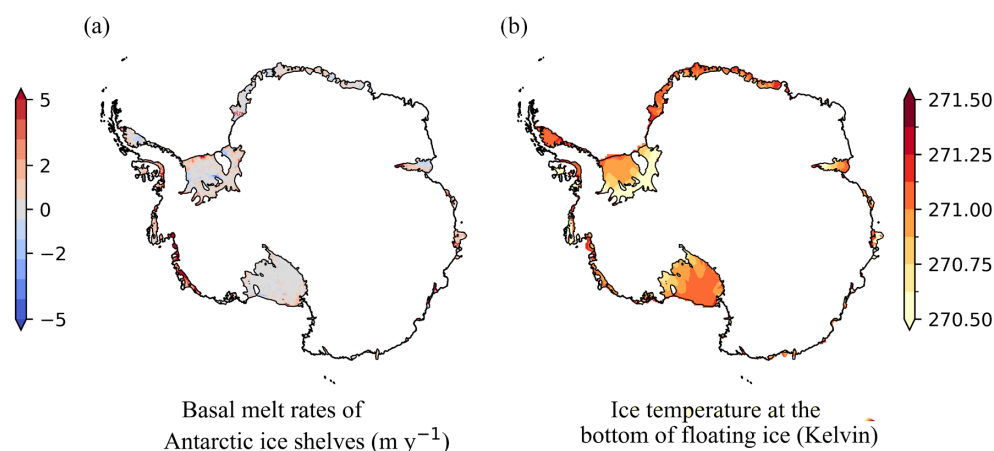 (a)
(b)
5
2
0
−2
−5
271.50
271.25
271.00
270.75
270.50
Basal melt rates of
Antarctic ice shelves (m y⁻¹)
Ice temperature at the
bottom of floating ice (Kelvin)